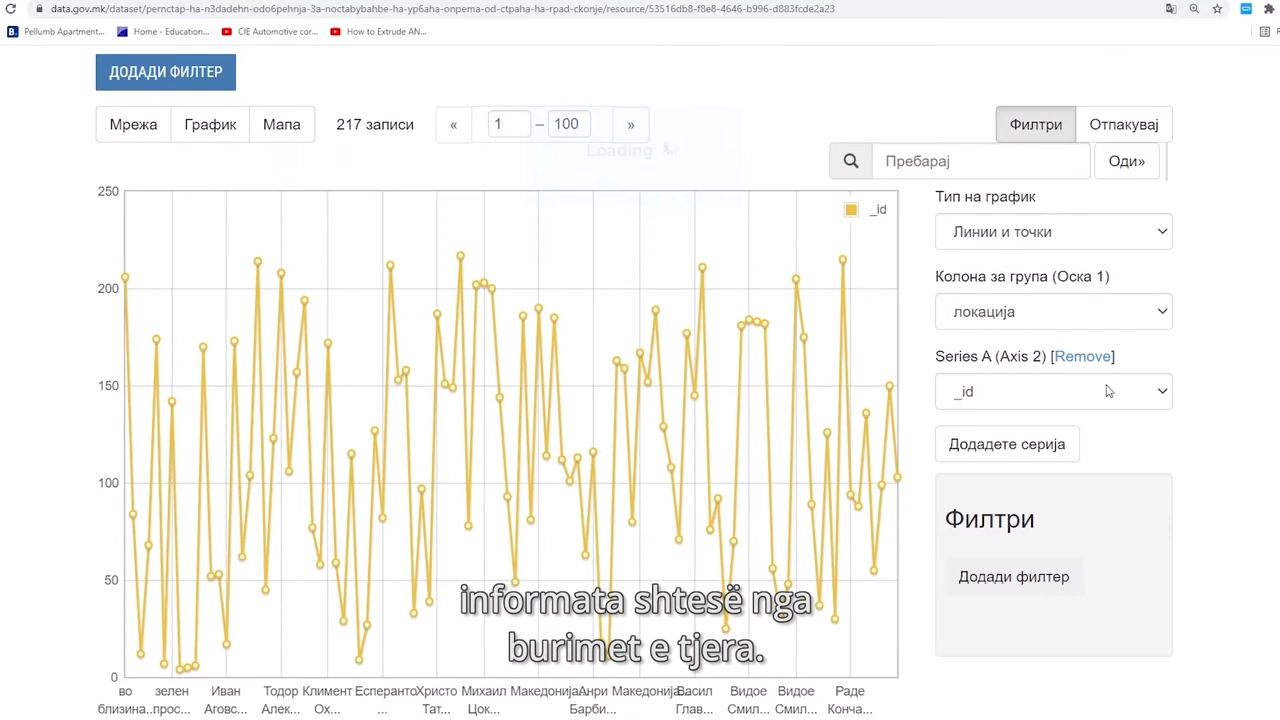 data.gov.mk/dataset/pernctap-ha-n3dadehn-odo6pehnja-3a-noctabybahbe-ha-yp6aha-onpema-od-ctpaha-ha-rpad-ckonje/resource/53516db8-f8e8-4646-b996-d883fcde2a23
Pellumb Apartment... Home - Education... CIE Automotive cor... How to Extrude AN...
ДОДАДИ ФИЛТЕР
Мрежа График Мапа 217 записи « 1 – 100 » Филтри Отпакувај
Loading
Пребарај Оди»
Тип на график
Линии и точки
Колона за група (Оска 1)
локација
Series A (Axis 2) [Remove]
_id
Додадете серија
Филтри
Додади филтер
_id
250
200
150
100
50
0
во зелен Иван Тодор Климент Есперанто Христо Михаил Македонија Анри Македонија Васил Видое Видое Раде
близина... прос... Аговс... Алек... Ох... ... Тат... Цок... Барби... Глав... Смил... Смил... Конча...
informata shtesë nga
burimet e tjera.